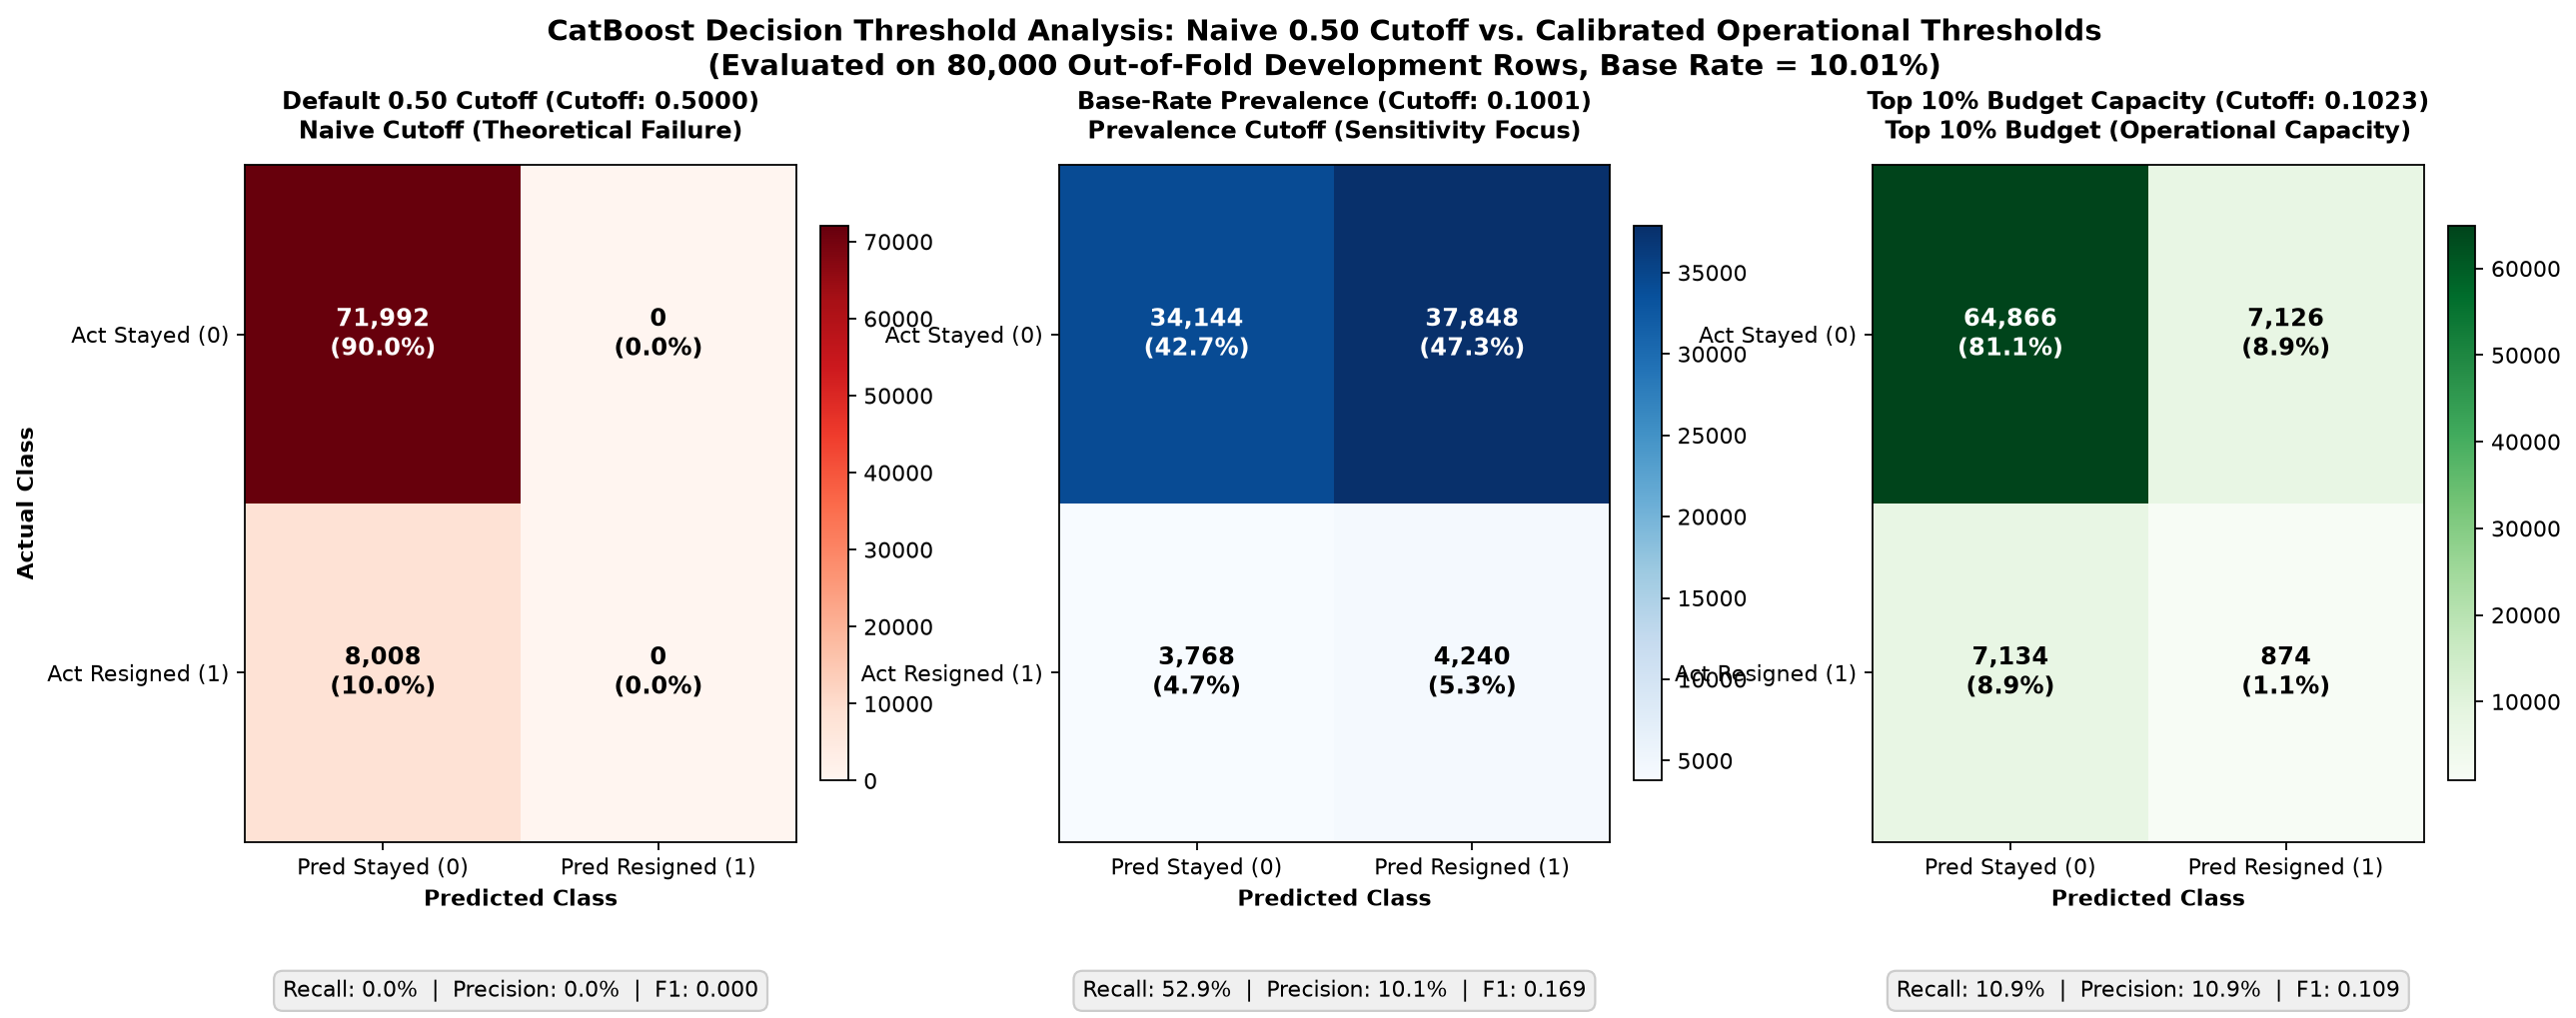 CatBoost Decision Threshold Analysis: Naive 0.50 Cutoff vs. Calibrated Operational Thresholds
(Evaluated on 80,000 Out-of-Fold Development Rows, Base Rate = 10.01%)
Default 0.50 Cutoff (Cutoff: 0.5000)
Naive Cutoff (Theoretical Failure)
Actual Class
Act Stayed (0)
Act Resigned (1)
71,992
(90.0%)
0
(0.0%)
8,008
(10.0%)
0
(0.0%)
Pred Stayed (0)
Pred Resigned (1)
Predicted Class
70000
60000
50000
40000
30000
20000
10000
0
Recall: 0.0% | Precision: 0.0% | F1: 0.000
Base-Rate Prevalence (Cutoff: 0.1001)
Prevalence Cutoff (Sensitivity Focus)
Act Stayed (0)
Act Resigned (1)
34,144
(42.7%)
37,848
(47.3%)
3,768
(4.7%)
4,240
(5.3%)
Pred Stayed (0)
Pred Resigned (1)
Predicted Class
35000
30000
25000
20000
15000
10000
5000
Recall: 52.9% | Precision: 10.1% | F1: 0.169
Top 10% Budget Capacity (Cutoff: 0.1023)
Top 10% Budget (Operational Capacity)
Act Stayed (0)
Act Resigned (1)
64,866
(81.1%)
7,126
(8.9%)
7,134
(8.9%)
874
(1.1%)
Pred Stayed (0)
Pred Resigned (1)
Predicted Class
60000
50000
40000
30000
20000
10000
Recall: 10.9% | Precision: 10.9% | F1: 0.109